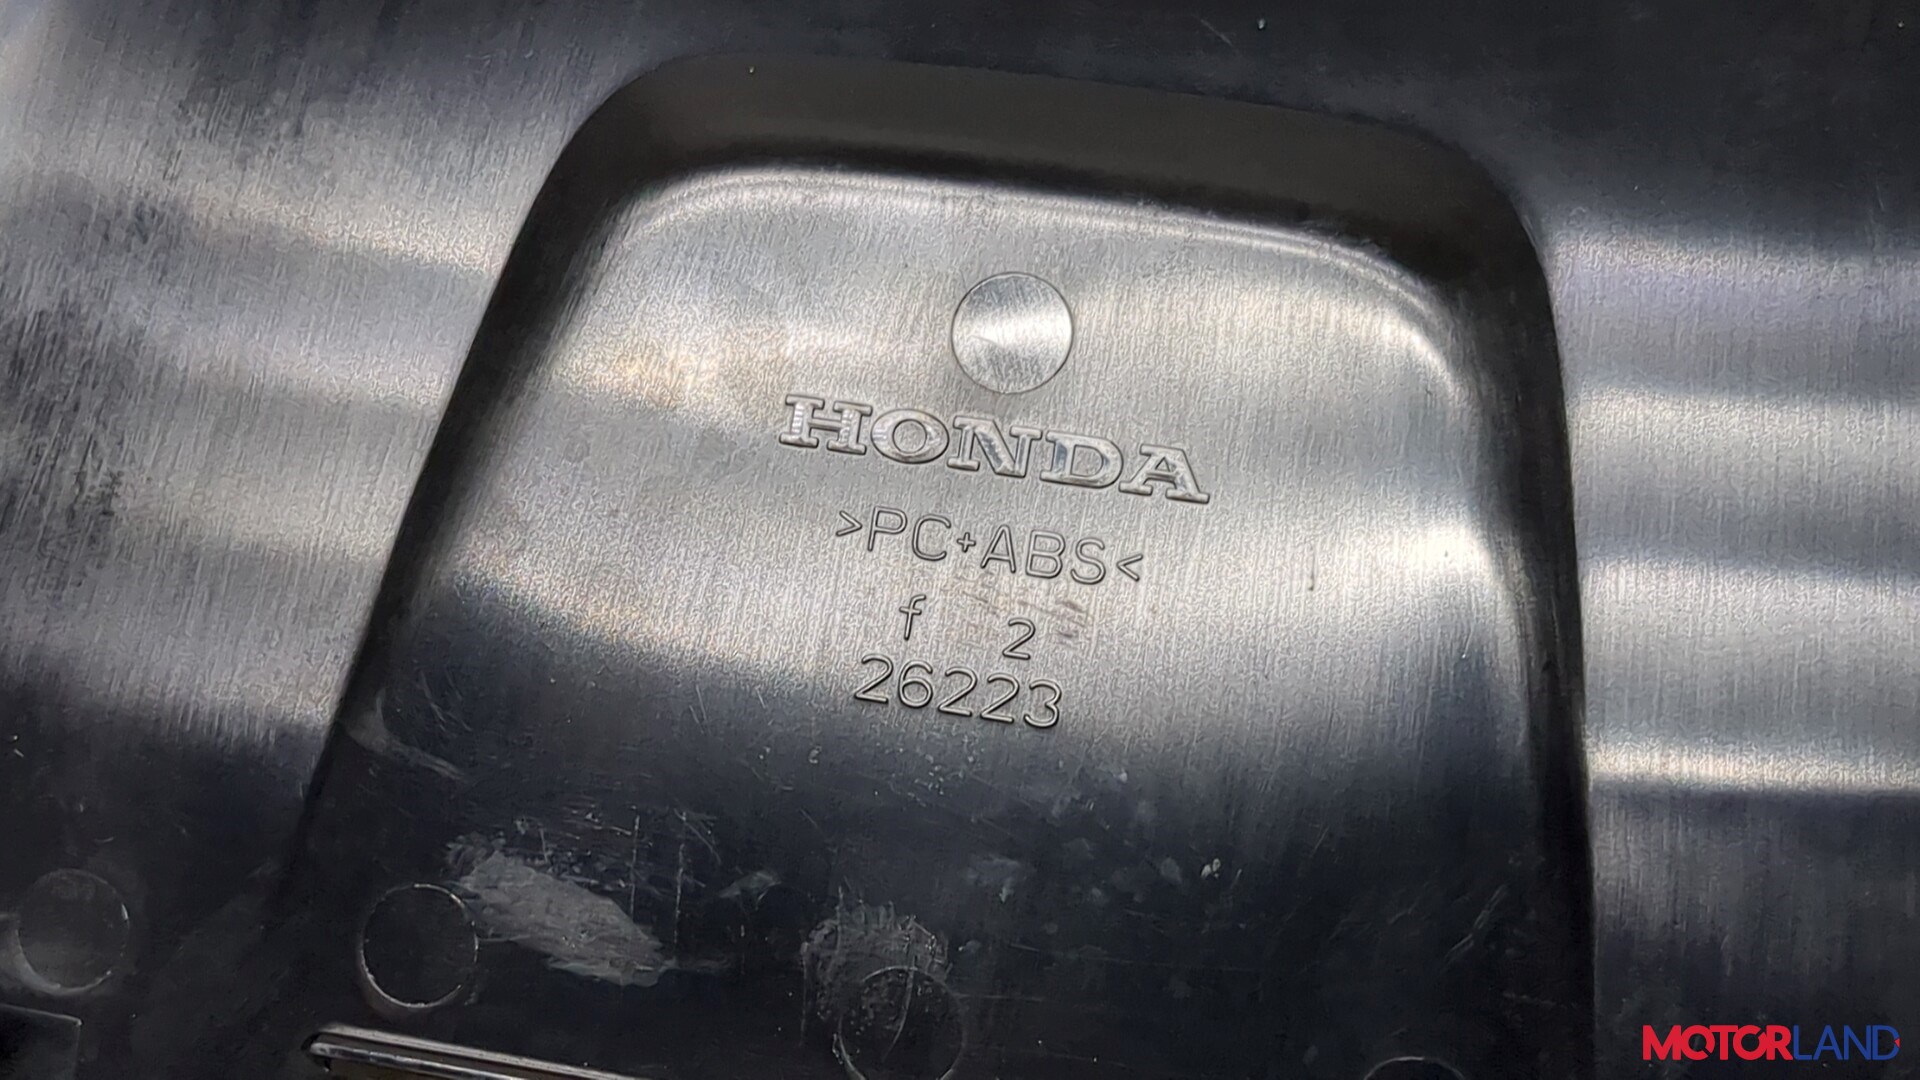 HONDA
>PC+ABS<
f 2
26223
MOTORLAND